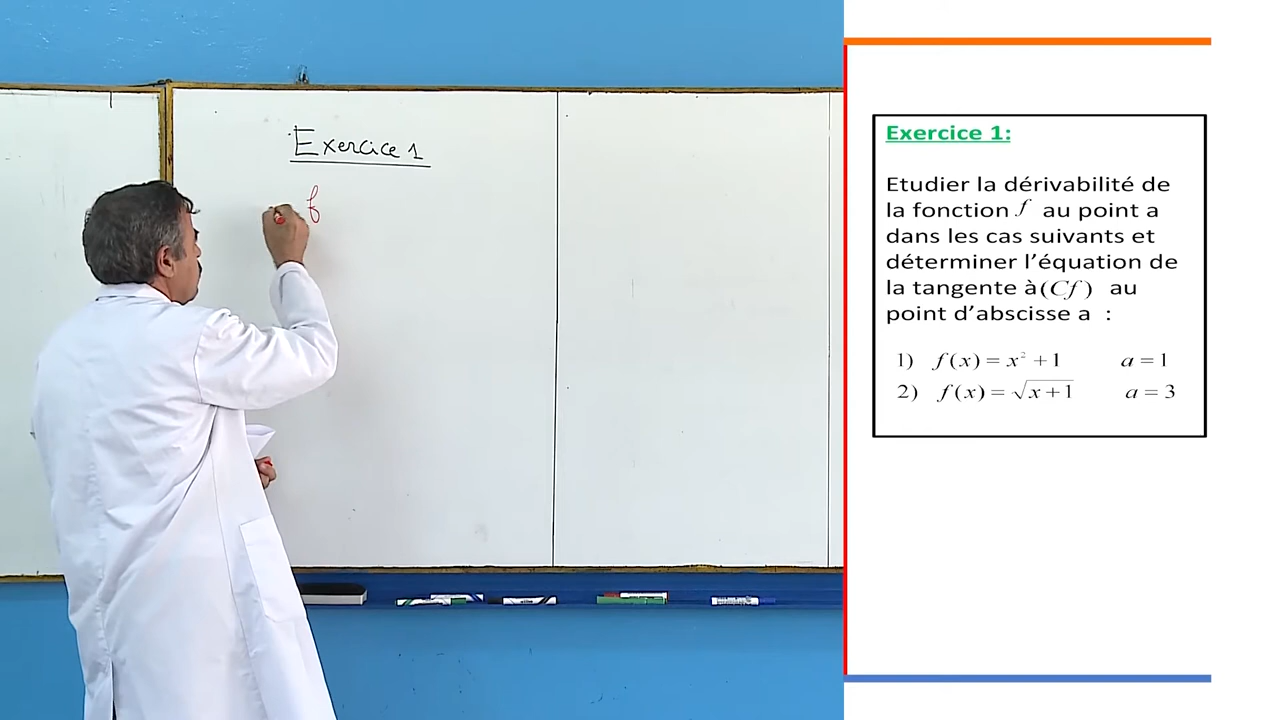 Exercice 1
f
Exercice 1:
Etudier la dérivabilité de
la fonction f au point a
dans les cas suivants et
déterminer l’équation de
la tangente à (Cf) au
point d’abscisse a :
1) f(x) = x² + 1 a = 1
2) f(x) = √(x+1) a = 3